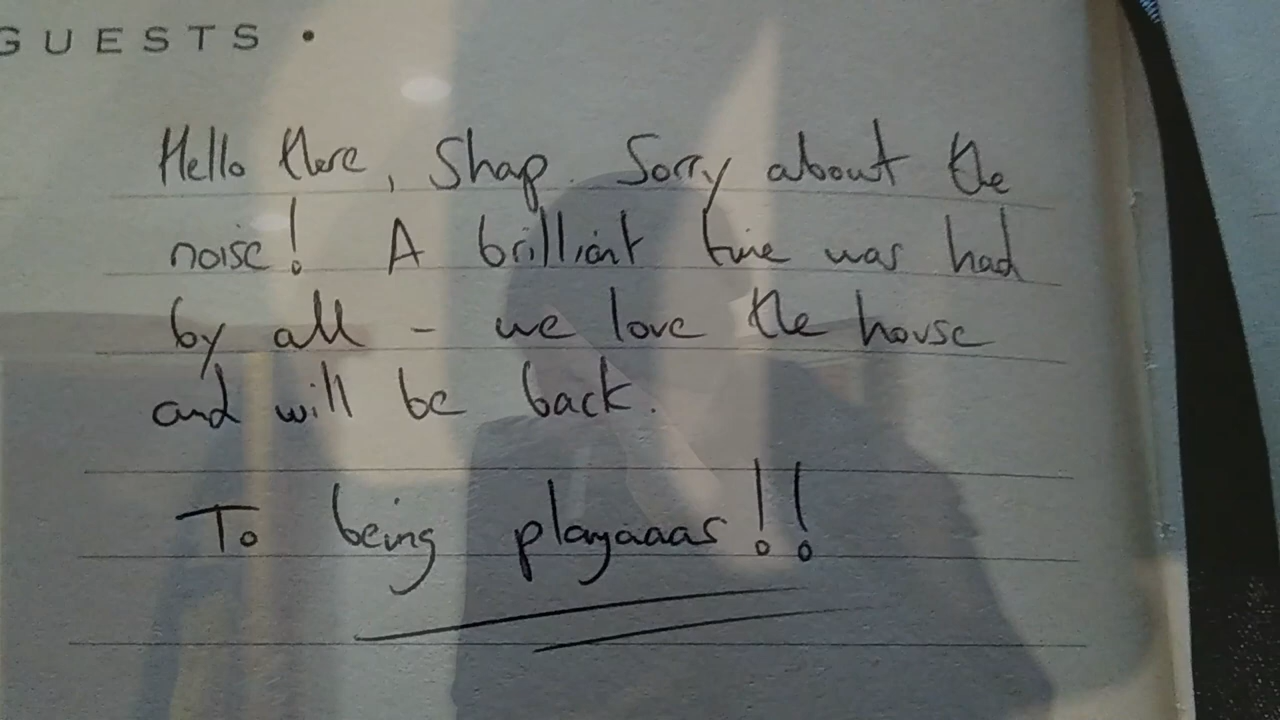 GUESTS •
Hello there, Shap. Sorry about the
noise! A brilliant time was had
by all - we love the house
and will be back.
To being playaaas!!